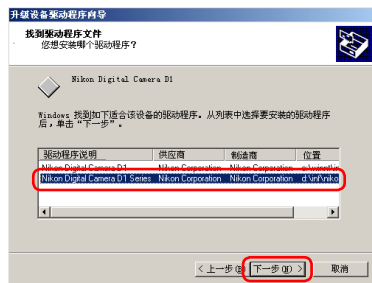 升级设备驱动程序向导
找到驱动程序文件
您想安装哪个驱动程序？
Nikon Digital Camera D1
Windows 找到如下适合该设备的驱动程序。从列表中选择要安装的驱动程序
后，单击“下一步”。
驱动程序说明 供应商 制造商 位置
Nikon Digital Camera D1 Nikon Corporation Nikon Corporation c:\winnt\in
Nikon Digital Camera D1 Series Nikon Corporation Nikon Corporation d:\inf\niko
< 上一步(B) 下一步(N) > 取消